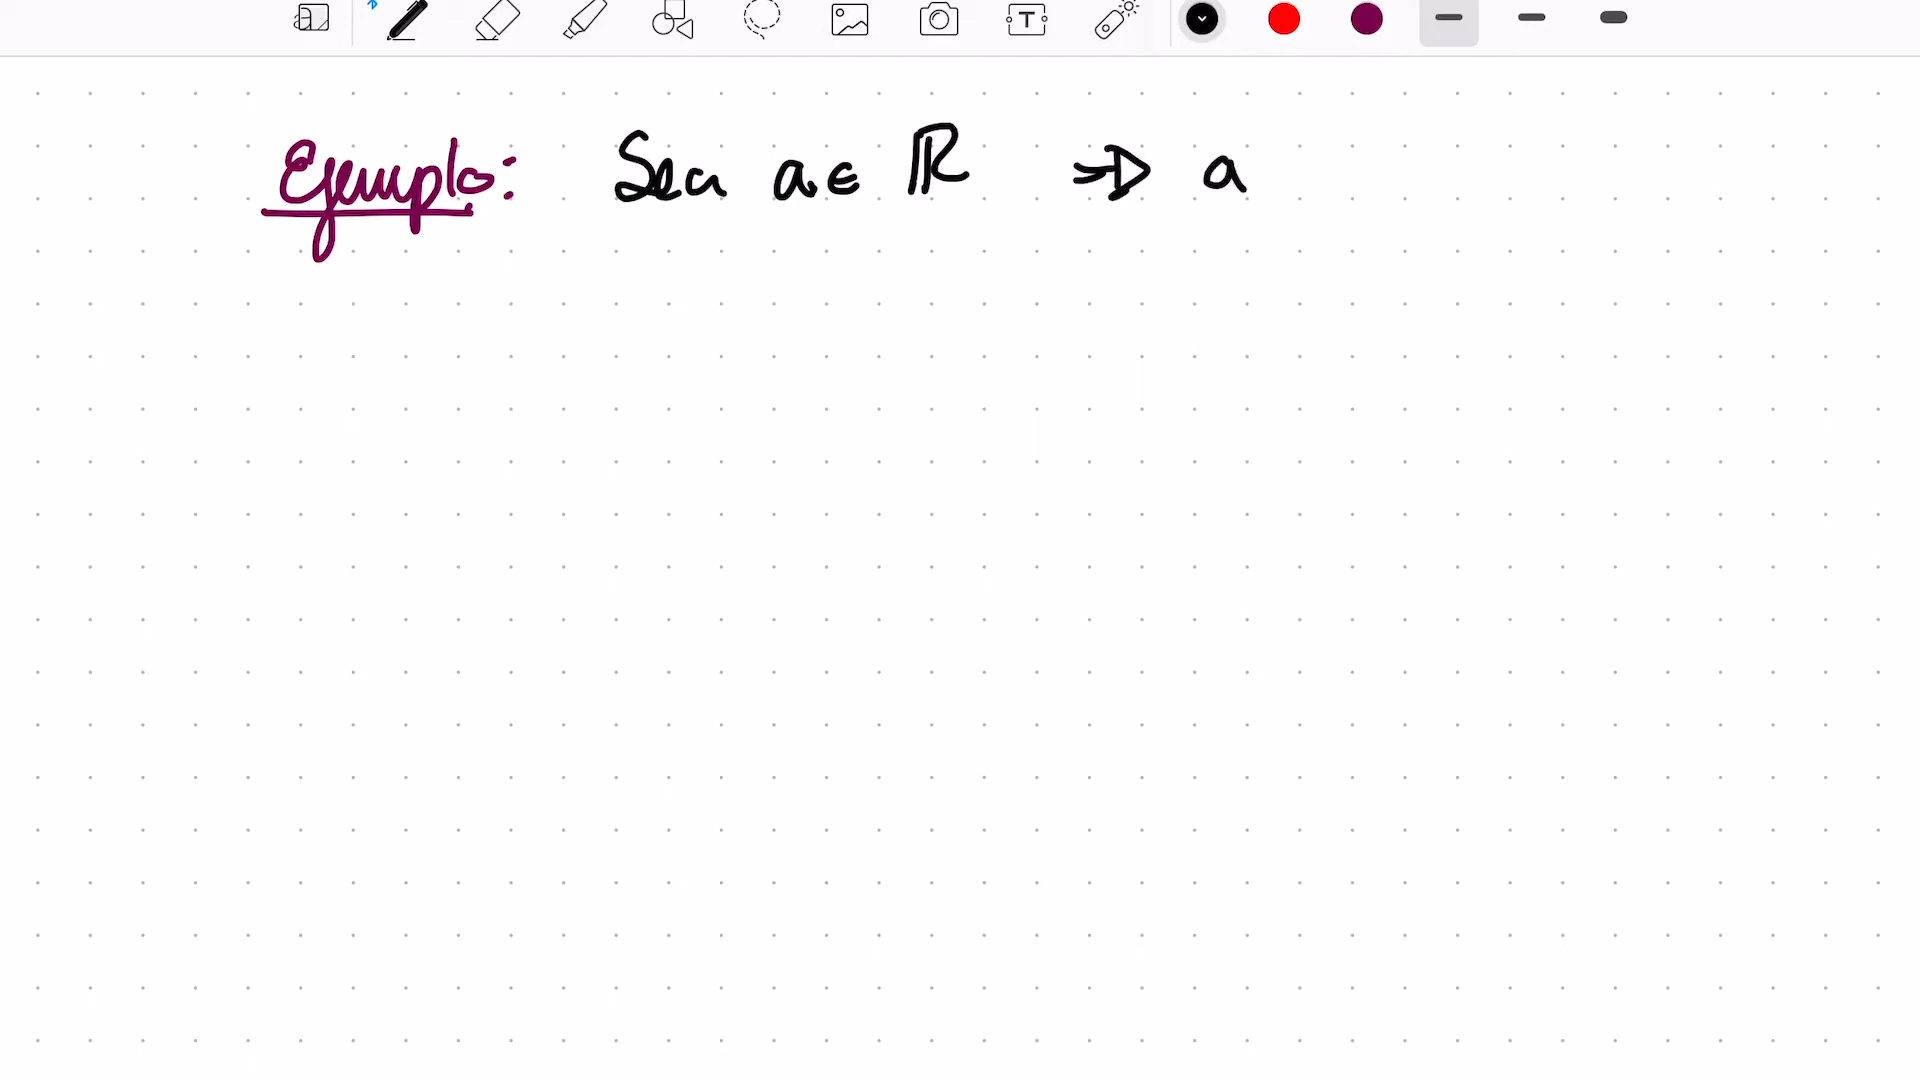 Ejemplo: Sea a ∈ ℝ ⇒ a